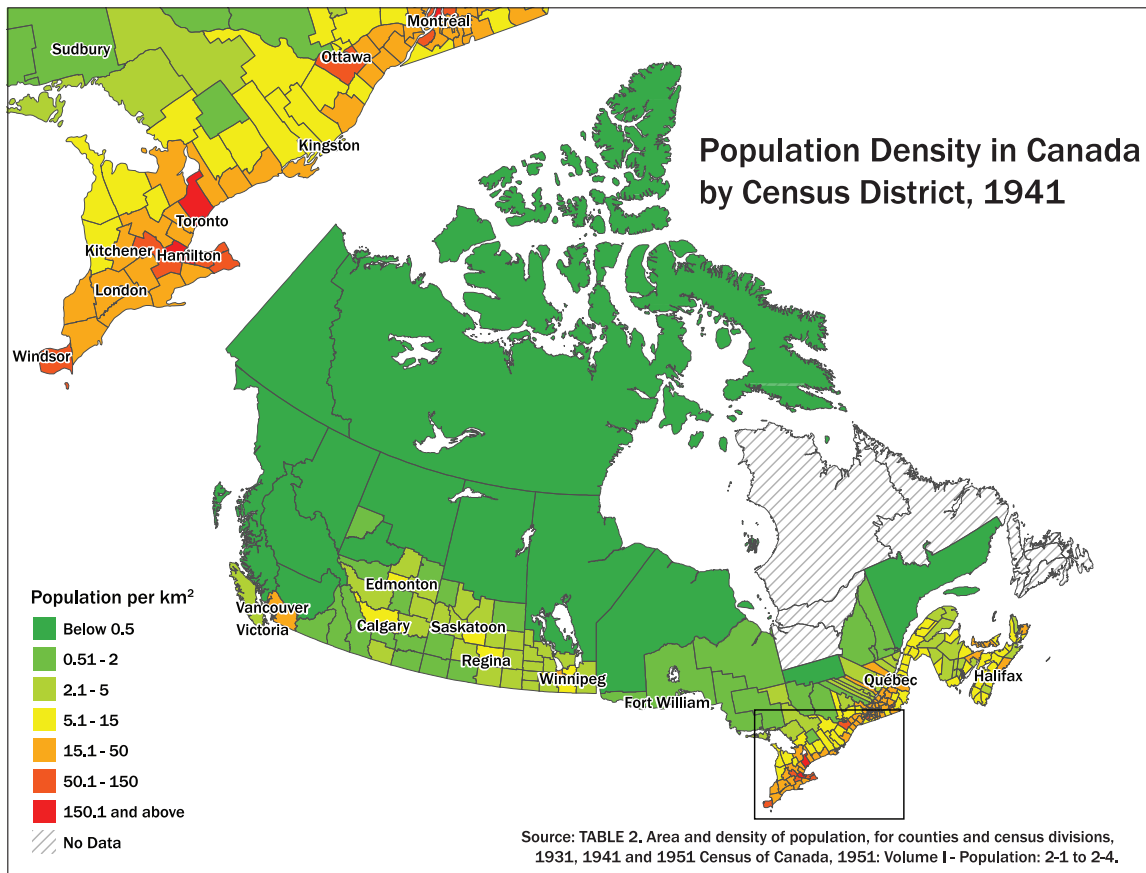 Montréal
Sudbury
Ottawa
Kingston
Population Density in Canada
by Census District, 1941
Toronto
Kitchener
Hamilton
London
Windsor
Population per km²
Below 0.5
0.51 - 2
2.1 - 5
5.1 - 15
15.1 - 50
50.1 - 150
150.1 and above
No Data
Edmonton
Vancouver
Victoria
Calgary
Saskatoon
Regina
Winnipeg
Fort William
Québec
Halifax
Source: TABLE 2. Area and density of population, for counties and census divisions,
1931, 1941 and 1951 Census of Canada, 1951: Volume I - Population: 2-1 to 2-4.